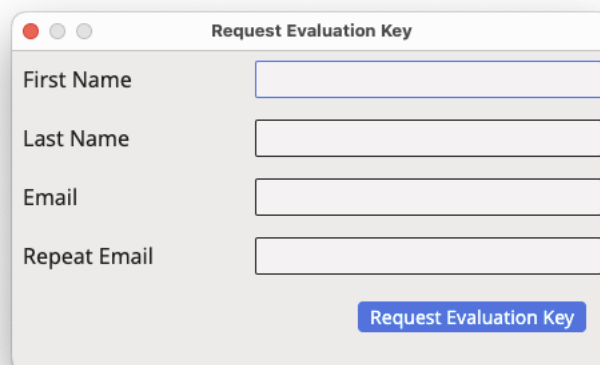 Request Evaluation Key
First Name
Last Name
Email
Repeat Email
Request Evaluation Key